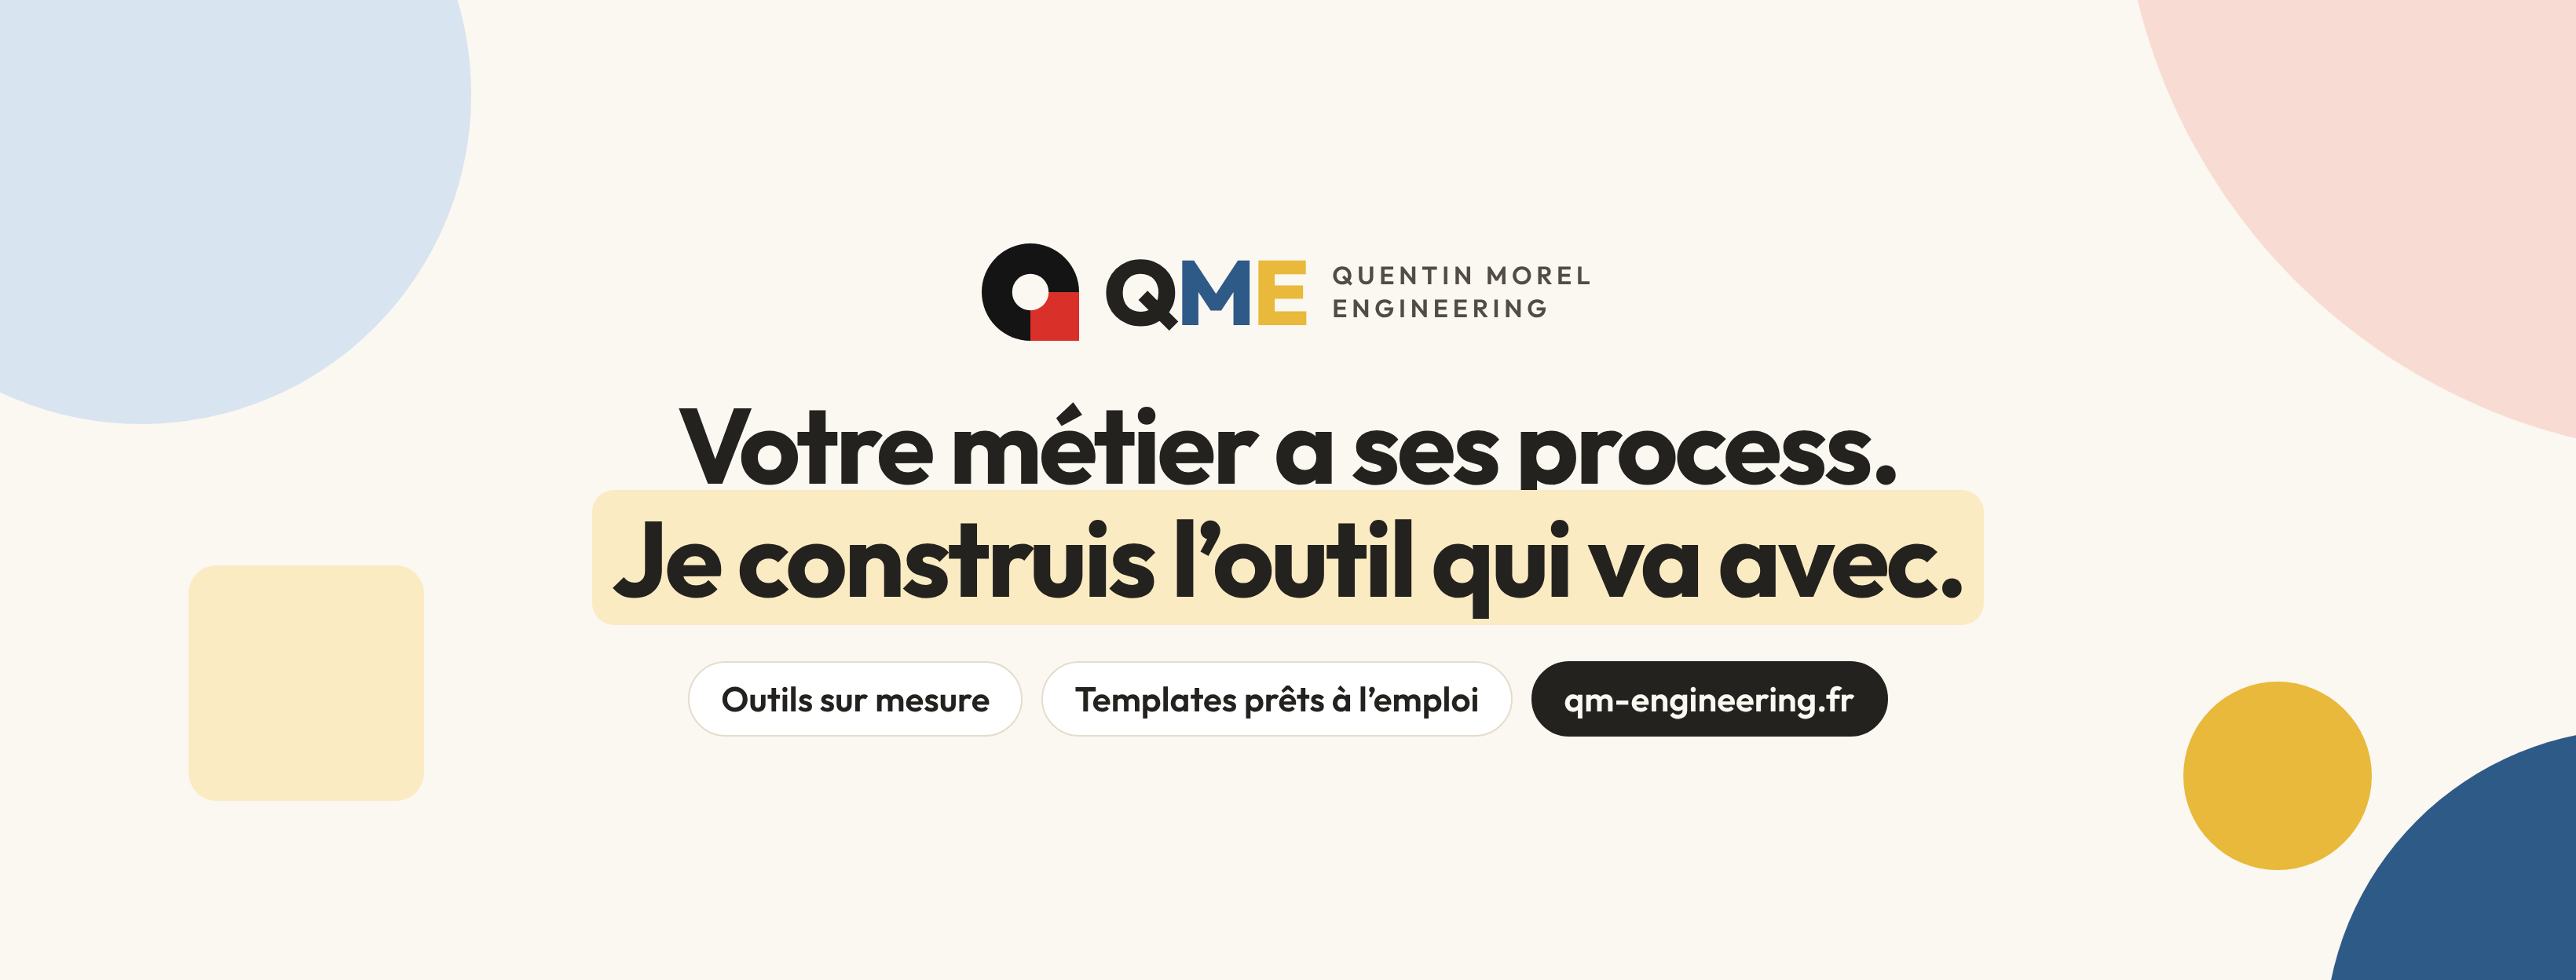 QME
QUENTIN MOREL
ENGINEERING
Votre métier a ses process.
Je construis l’outil qui va avec.
Outils sur mesure
Templates prêts à l’emploi
qm-engineering.fr